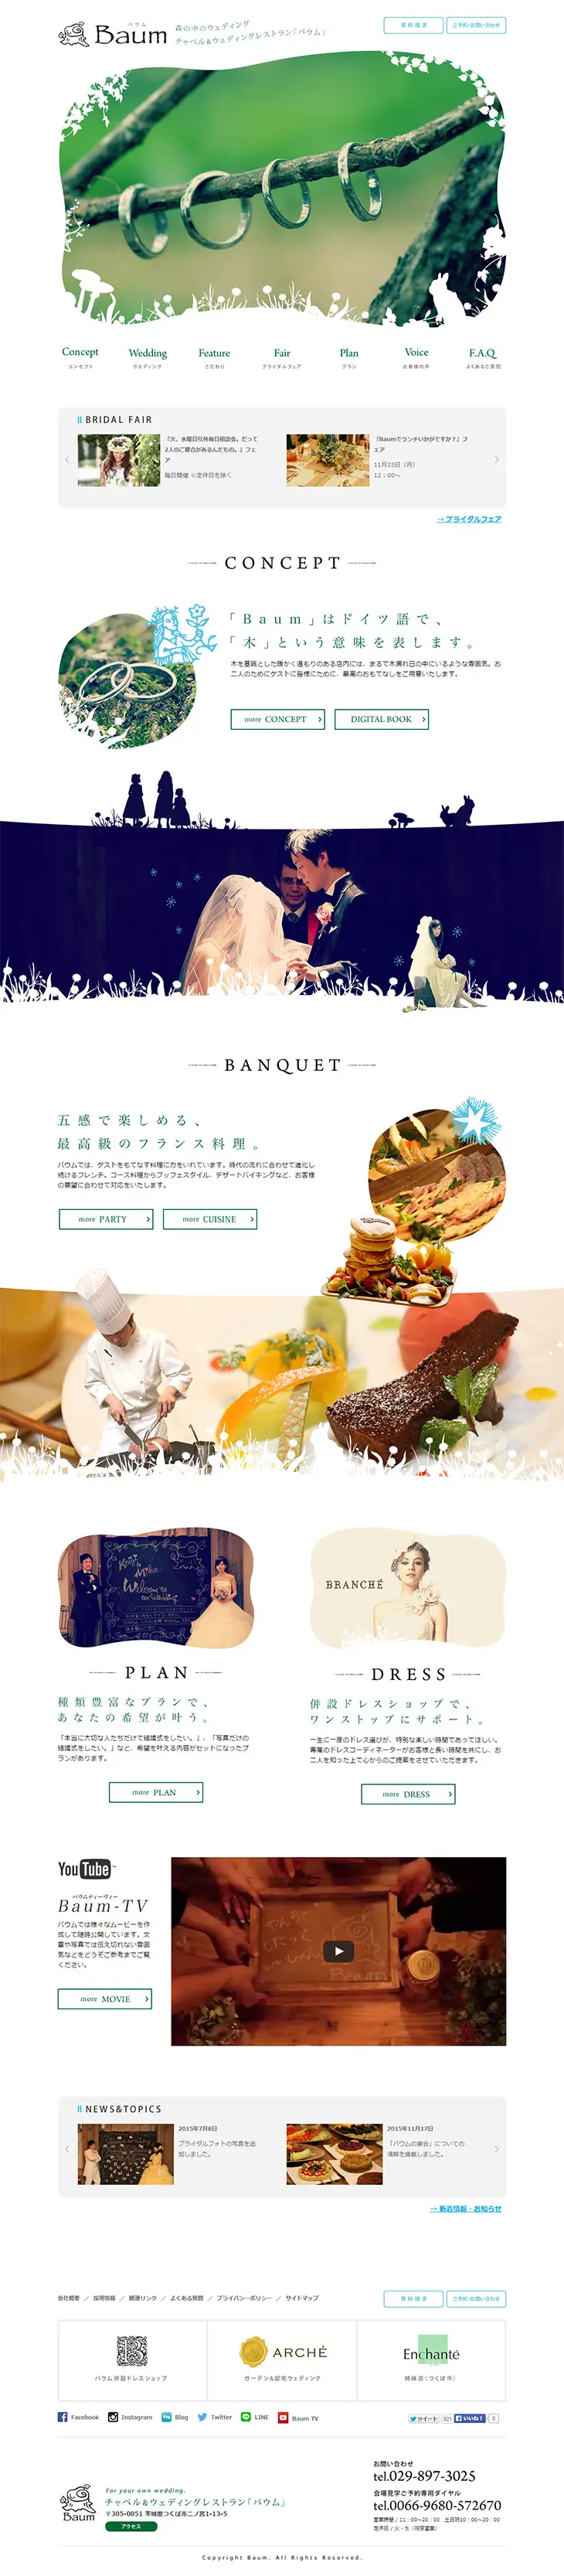 バウム
Baum
森の中のウェディング
チャペル&ウェディングレストラン「バウム」
資料請求
ご予約・お問い合わせ
Concept
コンセプト
Wedding
ウエディング
Feature
こだわり
Fair
ブライダルフェア
Plan
プラン
Voice
お客様の声
F.A.Q
よくあるご質問
BRIDAL FAIR
『火、水曜日以外毎日相談会。だって
2人のご都合があるんだもの。』フェ
ア
毎日開催 ※定休日を除く
『Baumでランチいかがですか？』フ
ェア
11月23日（月）
12：00～
→ ブライダルフェア
CONCEPT
「Baum」はドイツ語で、
「木」という意味を表します。
木を基調とした暖かく温もりのある店内には、まるで木漏れ日の中にいるような雰囲気。お
二人のためにゲストに皆様にために、最高のおもてなしをご用意いたします。
more CONCEPT
DIGITAL BOOK
BANQUET
五感で楽しめる、
最高級のフランス料理。
バウムでは、ゲストをもてなす料理に力をいれています。時代の流れに合わせて進化し
続けるフレンチ。コース料理からブッフェスタイル、デザートバイキングなど、お客様
の要望に合わせて対応をいたします。
more PARTY
more CUISINE
Welcome to
our Wedding
BRANCHÉ
PLAN
種類豊富なプランで、
あなたの希望が叶う。
「本当に大切な人たちだけで結婚式をしたい。」、「写真だけの
結婚式をしたい。」など、希望を叶える内容がセットになったプ
ランがあります。
more PLAN
DRESS
併設ドレスショップで、
ワンストップにサポート。
一生に一度のドレス選びが、特別な楽しい時間であってほしい。
専属のドレスコーディネーターがお客様と長い時間を共にし、お
二人を知った上で心からのご提案をさせていただきます。
more DRESS
YouTube
バウムティーヴィー
Baum-TV
バウムでは様々なムービーを作
成して随時公開しています。文
章や写真では伝え切れない雰囲
気などをどうぞご参考までご覧
ください。
more MOVIE
Baum
NEWS&TOPICS
2015年7月8日
ブライダルフォトの写真を追
加しました。
2015年11月17日
「バウムの宴会」についての
情報を掲載しました。
→ 新着情報・お知らせ
会社概要 ／ 採用情報 ／ 関連リンク ／ よくある質問 ／ プライバシーポリシー ／ サイトマップ
資料請求
ご予約・お問い合わせ
バウム併設ドレスショップ
ARCHÉ
ガーデン&邸宅ウェディング
Enchanté
姉妹店（つくば市）
Facebook
Instagram
Blog
Twitter
LINE
Baum TV
ツイート
621
いいね！
0
お問い合わせ
tel.029-897-3025
会場見学ご予約専用ダイヤル
tel.0066-9680-572670
営業時間 / 11：00～20：00　土日祝10：00～20：00
定休日 / 火・水（祝祭営業）
Baum
For your own wedding.
チャペル&ウェディングレストラン「バウム」
〒305-0051 茨城県つくば市二ノ宮1-13-5
アクセス
Copyright Baum. All Rights Reserved.